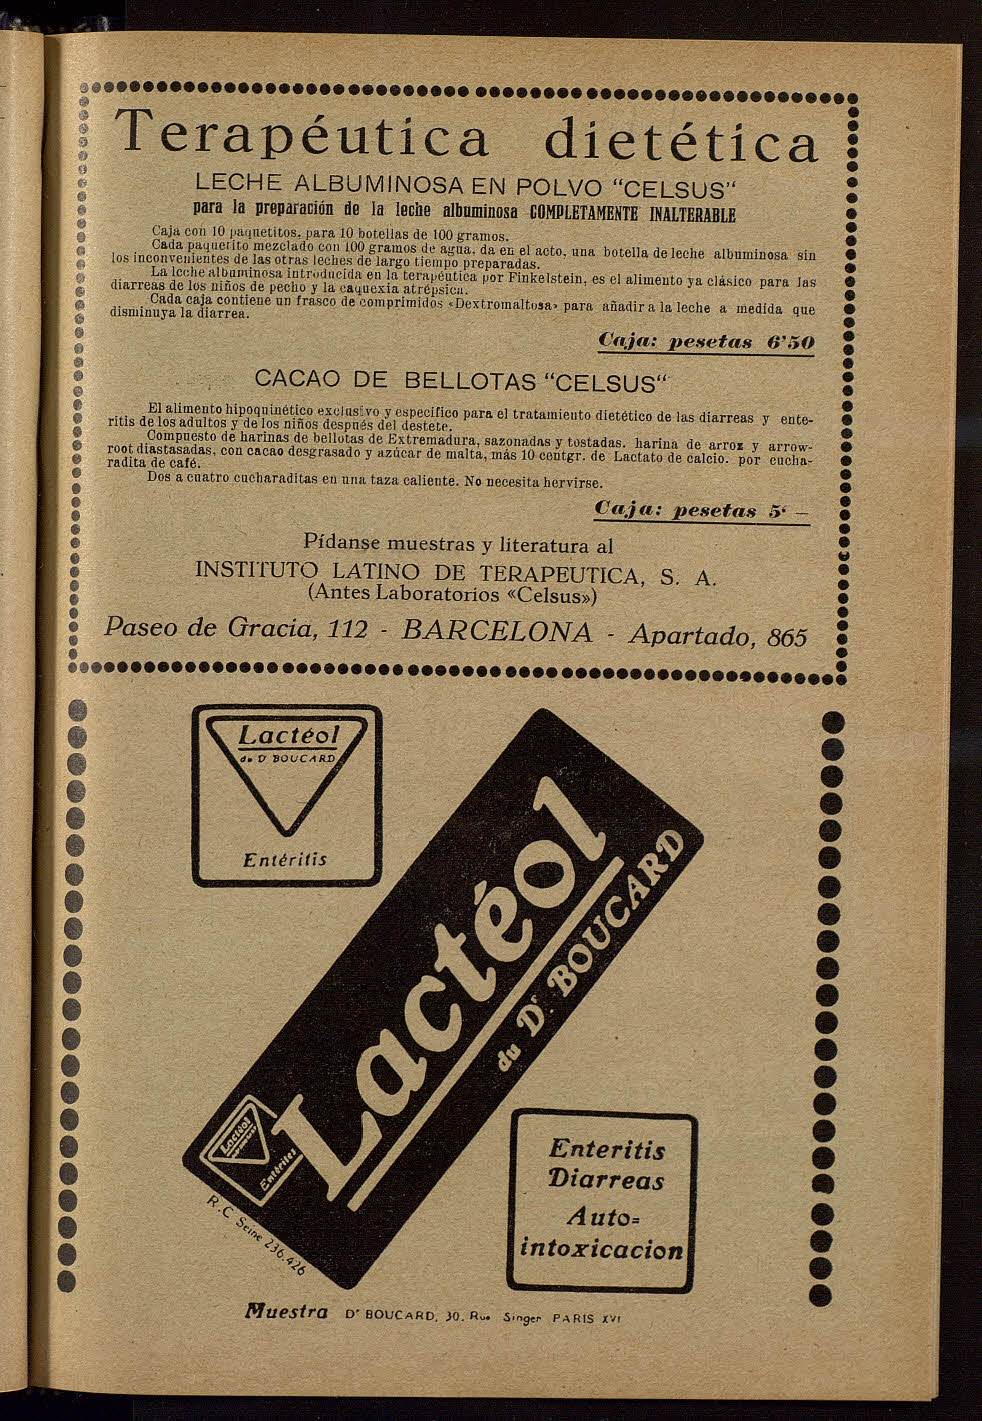 Terapéutica dietética
LECHE ALBUMINOSA EN POLVO "CELSUS"
para la preparación de la leche albuminosa COMPLETAMENTE INALTERABLE
Caja con 10 paquetitos, para 10 botellas de 100 gramos.
Cada paquetito mezclado con 100 gramos de agua, da en el acto, una botella de leche albuminosa sin
los inconvenientes de las otras leches de largo tiempo preparadas.
La leche albuminosa introducida en la terapéutica por Finkelstein, es el alimento ya clásico para las
diarreas de los niños de pecho y la caquexia atrépsica.
Cada caja contiene un frasco de comprimidos «Dextromaltosa» para añadir a la leche a medida que
disminuya la diarrea.
Caja: pesetas 6'50
CACAO DE BELLOTAS "CELSUS"
El alimento hipoquinético exclusivo y específico para el tratamiento dietético de las diarreas y ente-
ritis de los adultos y de los niños después del destete.
Compuesto de harinas de bellotas de Extremadura, sazonadas y tostadas. harina de arroz y arrow-
root diastasadas, con cacao desgrasado y azúcar de malta, más 10 centgr. de Lactato de calcio. por cucha-
radita de café.
Dos a cuatro cucharaditas en una taza caliente. No necesita hervirse.
Caja: pesetas 5' —
Pídanse muestras y literatura al
INSTITUTO LATINO DE TERAPEUTICA, S. A.
(Antes Laboratorios «Celsus»)
Paseo de Gracia, 112 - BARCELONA - Apartado, 865
Lactéol
du Dr BOUCARD
Entéritis
Lactéol
du Dr BOUCARD
Lactéol
Entérites
R. C. Seine 236.426
Enteritis
Diarreas
Auto=
intoxicacion
Muestra Dr BOUCARD, 30, Rue Singer PARIS XVI